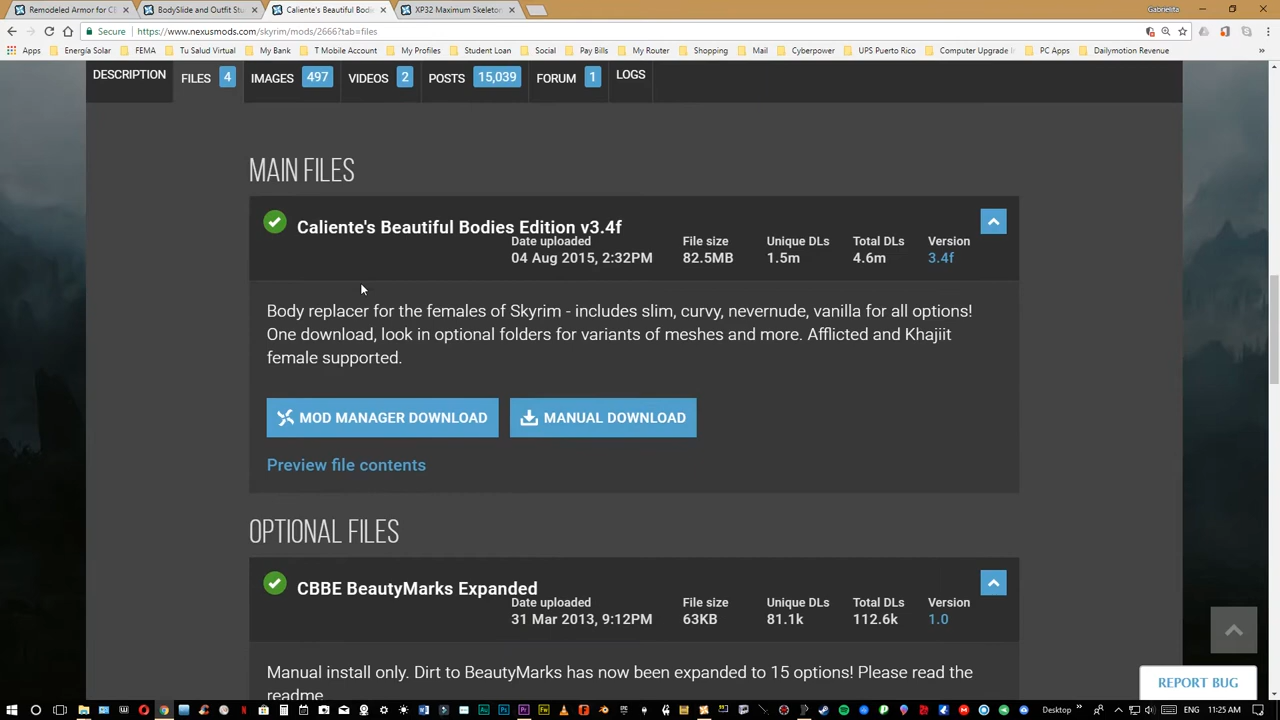 Remodeled Armor for CB
BodySlide and Outfit Stu
Caliente's Beautiful Bodie
XP32 Maximum Skeleton
Gabrielita
Secure https://www.nexusmods.com/skyrim/mods/2666?tab=files
Apps Energía Solar FEMA Tu Salud Virtual My Bank T Mobile Account My Profiles Student Loan Social Pay Bills My Router Shopping Mail Cyberpower UPS Puerto Rico Computer Upgrade PC Apps Dailymotion Revenue »
DESCRIPTION FILES 4 IMAGES 497 VIDEOS 2 POSTS 15,039 FORUM 1 LOGS
MAIN FILES
Caliente's Beautiful Bodies Edition v3.4f
Date uploaded File size Unique DLs Total DLs Version
04 Aug 2015, 2:32PM 82.5MB 1.5m 4.6m 3.4f
Body replacer for the females of Skyrim - includes slim, curvy, nevernude, vanilla for all options!
One download, look in optional folders for variants of meshes and more. Afflicted and Khajiit
female supported.
MOD MANAGER DOWNLOAD MANUAL DOWNLOAD
Preview file contents
OPTIONAL FILES
CBBE BeautyMarks Expanded
Date uploaded File size Unique DLs Total DLs Version
31 Mar 2013, 9:12PM 63KB 81.1k 112.6k 1.0
Manual install only. Dirt to BeautyMarks has now been expanded to 15 options! Please read the
readme
REPORT BUG
Desktop » 11:25 AM